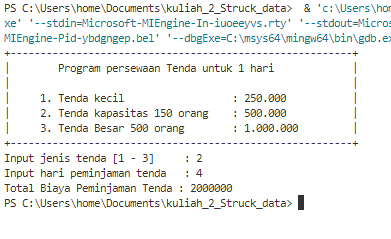 PS C:\Users\home\Documents\kuliah_2_Struck_data>  & 'c:\Users\hom
xe' '--stdin=Microsoft-MIEngine-In-iuoeeyvs.rty' '--stdout=Microso
MIEngine-Pid-ybdgngep.bel' '--dbgExe=C:\msys64\mingw64\bin\gdb.ex
+----------------------------------------------------+
|       Program persewaan Tenda untuk 1 hari         |
|                                                    |
|    1. Tenda kecil                : 250.000         |
|    2. Tenda kapasitas 150 orang  : 500.000         |
|    3. Tenda Besar 500 orang      : 1.000.000       |
+----------------------------------------------------+
Input jenis tenda [1 - 3]    : 2
Input hari peminjaman tenda  : 4
Total Biaya Peminjaman Tenda : 2000000
PS C:\Users\home\Documents\kuliah_2_Struck_data>